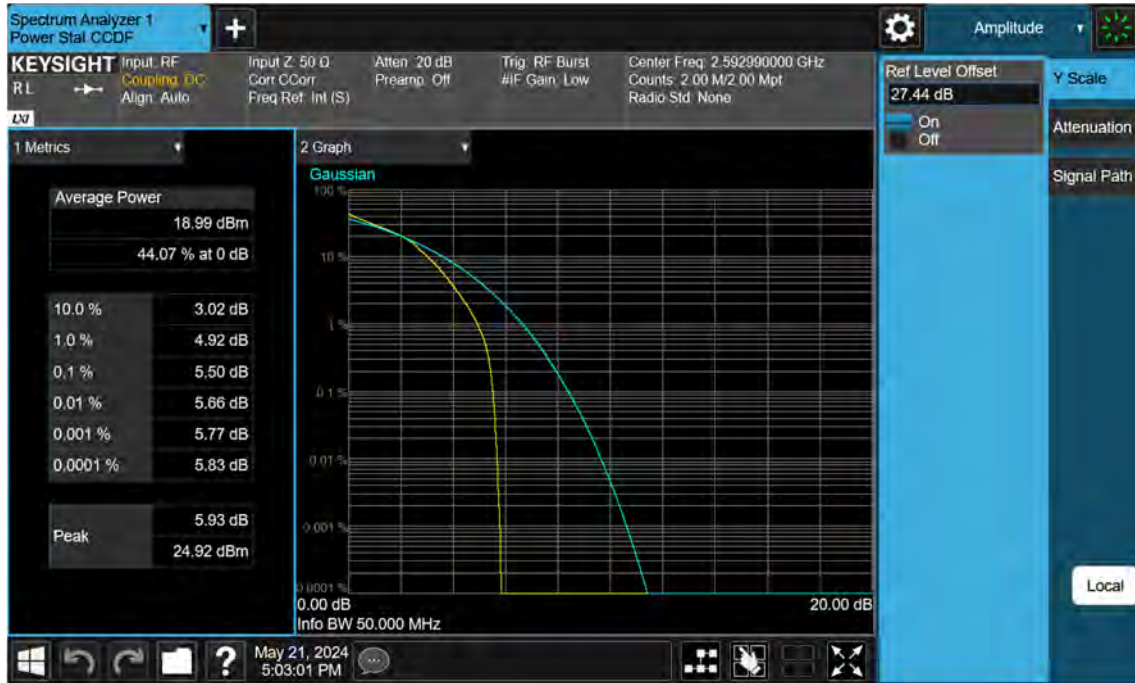 Spectrum Analyzer 1
Power Stat CCDF
+
Amplitude
KEYSIGHT
RL
LXI
Input: RF
Coupling: DC
Align: Auto
Input Z: 50 Ω
Corr CCorr
Freq Ref: Int (S)
Atten: 20 dB
Preamp: Off
Trig: RF Burst
#IF Gain: Low
Center Freq: 2.592990000 GHz
Counts: 2.00 M/2.00 Mpt
Radio Std: None
Ref Level Offset
27.44 dB
On
Off
Y Scale
Attenuation
Signal Path
Local
1 Metrics
Average Power
18.99 dBm
44.07 % at 0 dB
10.0 % 3.02 dB
1.0 % 4.92 dB
0.1 % 5.50 dB
0.01 % 5.66 dB
0.001 % 5.77 dB
0.0001 % 5.83 dB
Peak 5.93 dB
24.92 dBm
2 Graph
Gaussian
100 %
10 %
1 %
0.1 %
0.01 %
0.001 %
0.0001 %
0.00 dB 20.00 dB
Info BW 50.000 MHz
?
May 21, 2024
5:03:01 PM